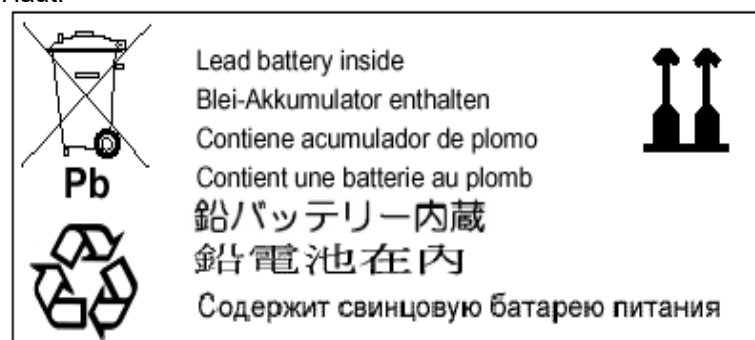 Lead battery inside
Blei-Akkumulator enthalten
Contiene acumulador de plomo
Pb
Contient une batterie au plomb
鉛バッテリー内蔵
鉛電池在内
Содержит свинцовую батарею питания